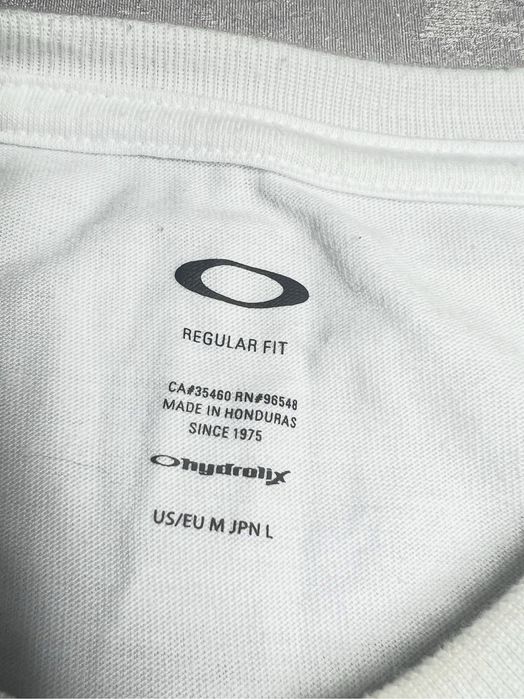 REGULAR FIT
CA#35460 RN#96548
MADE IN HONDURAS
SINCE 1975
hydrolix
US/EU M JPN L